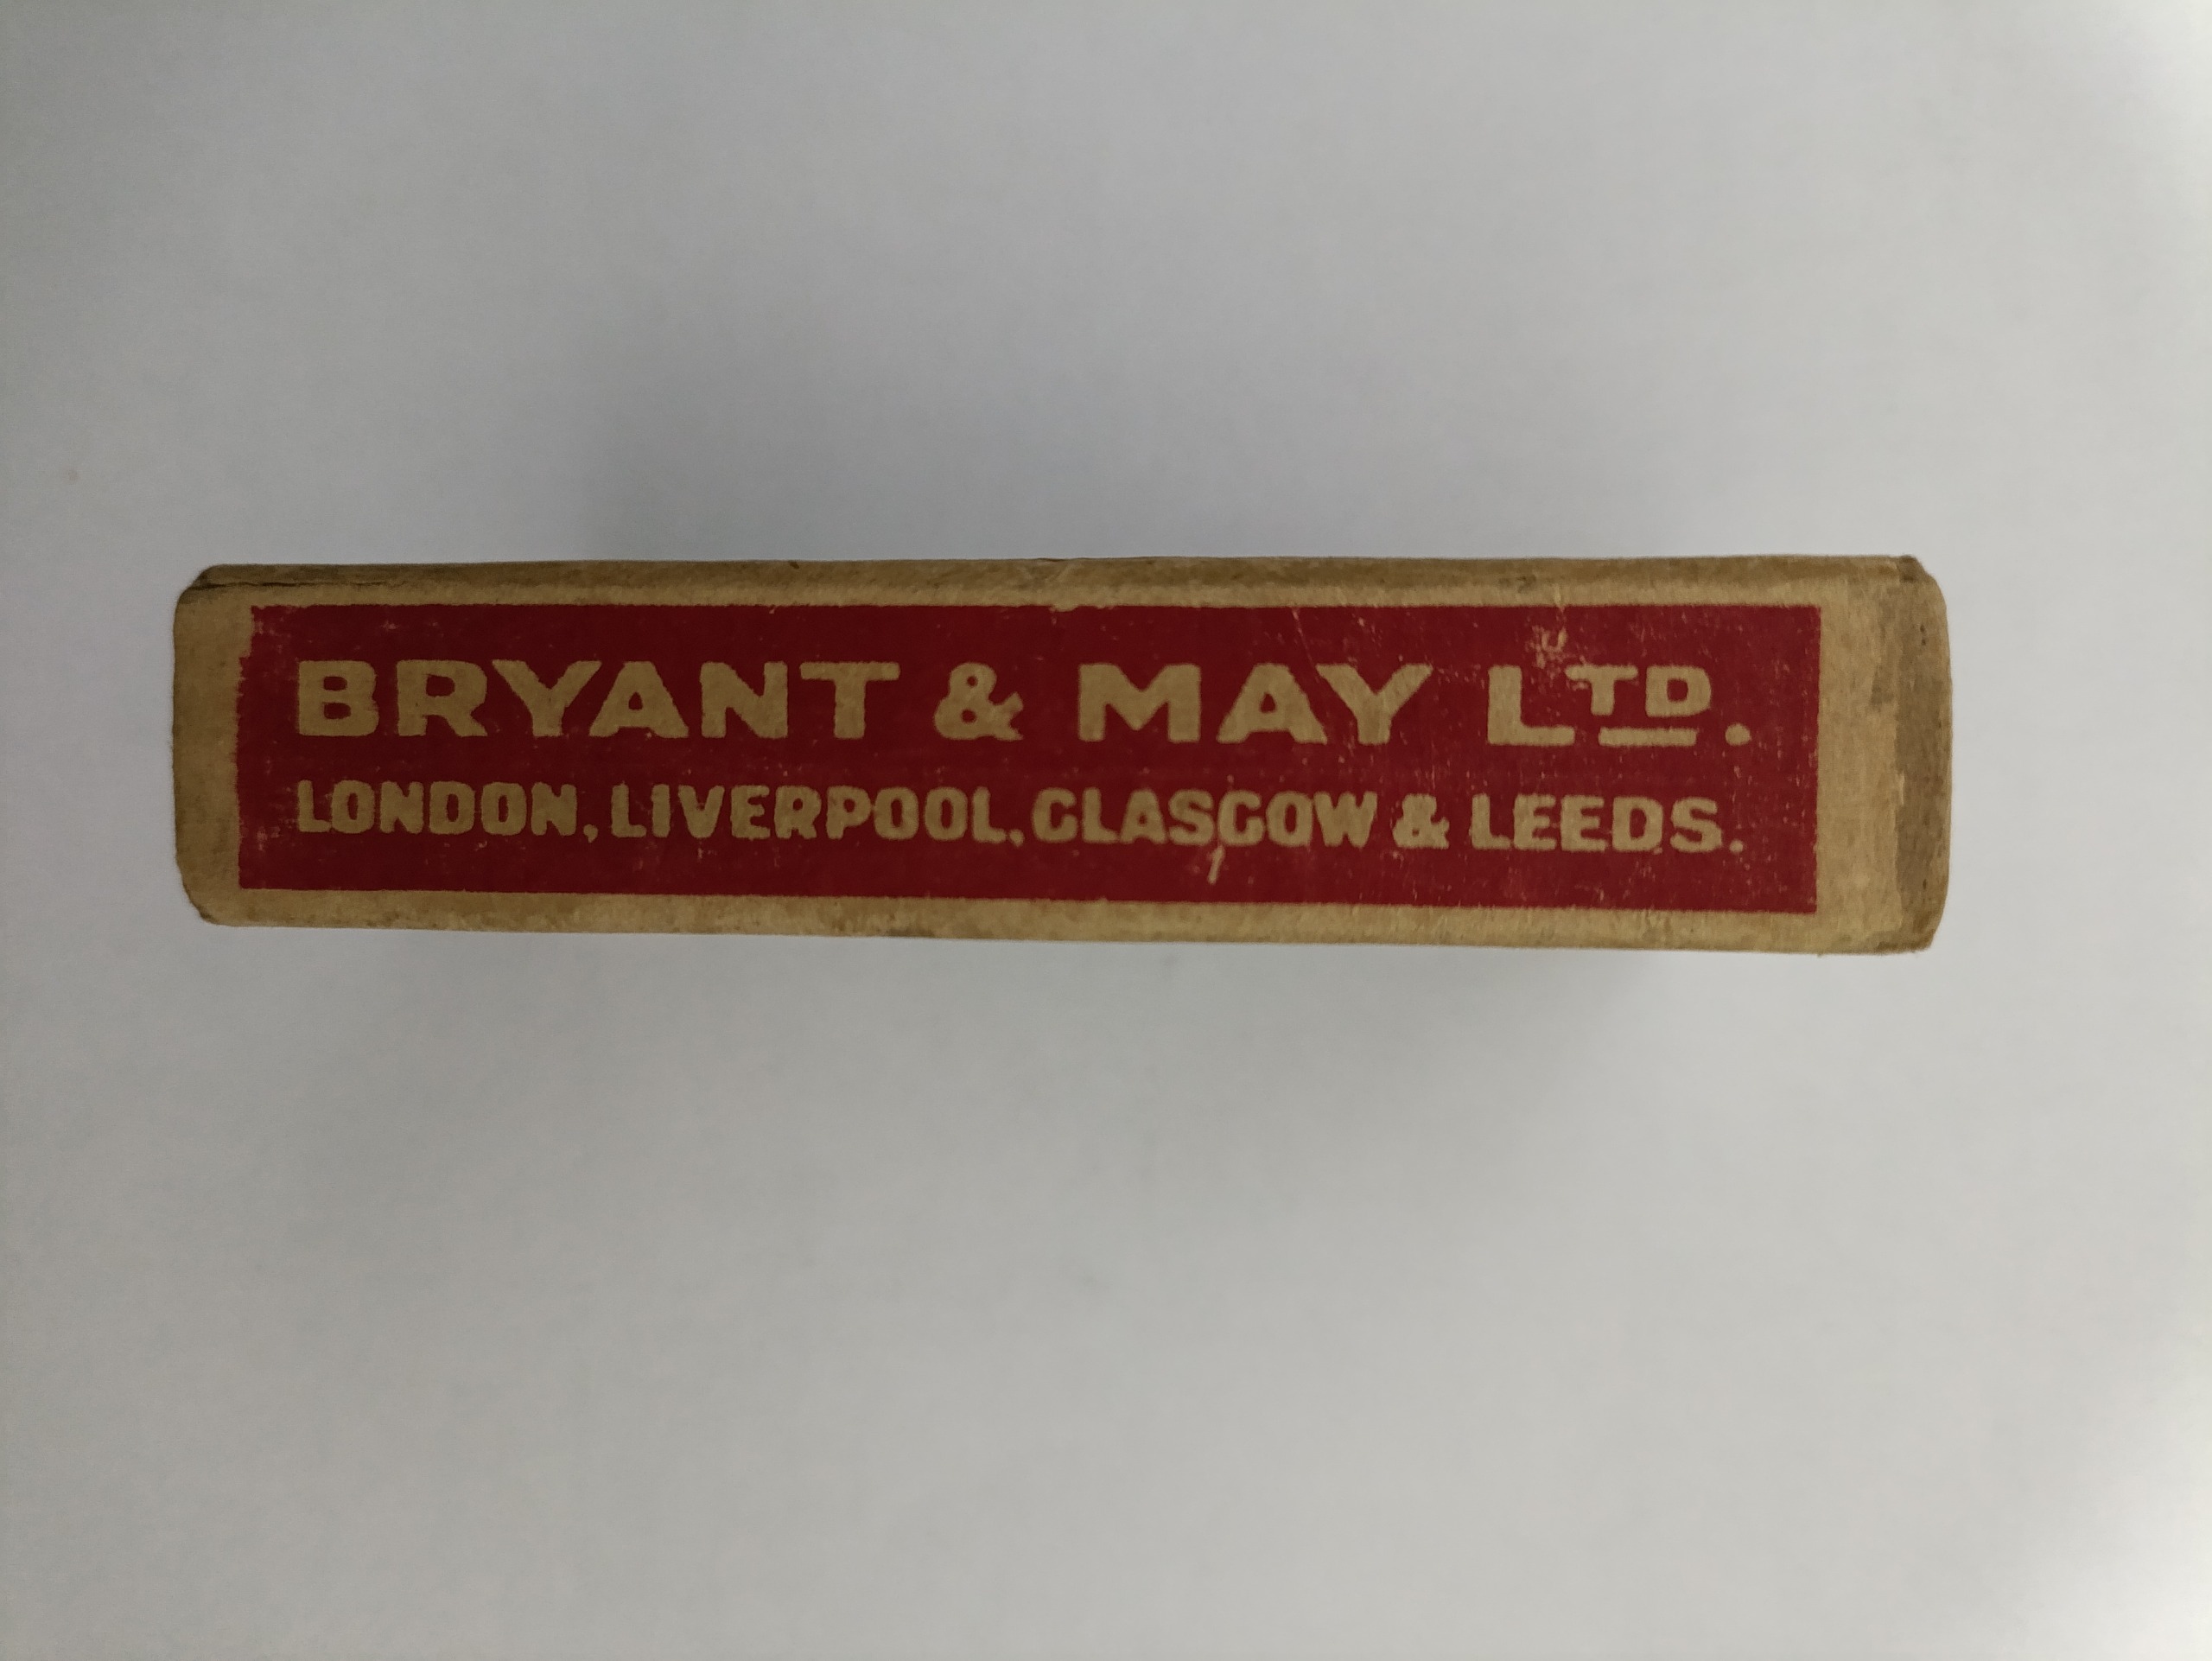 BRYANT & MAY LTD.
LONDON, LIVERPOOL, GLASGOW & LEEDS.